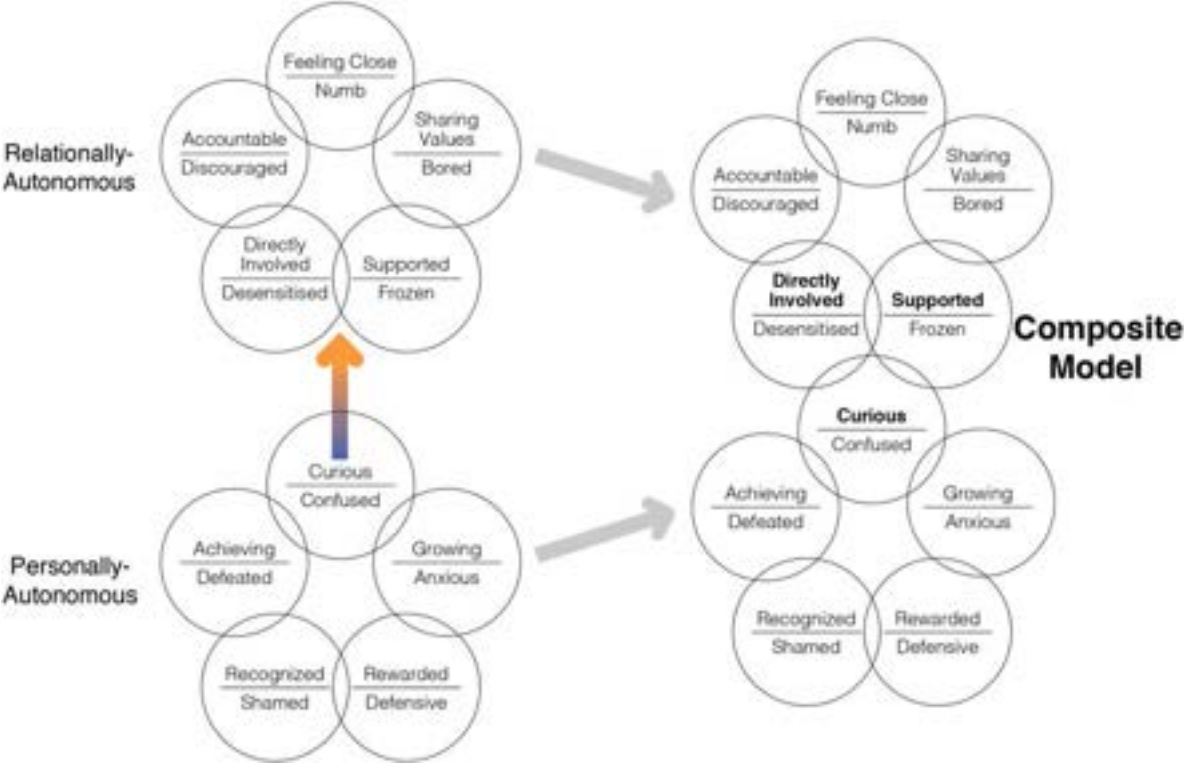 Relationally-
Autonomous
Feeling Close
Numb
Accountable
Discouraged
Sharing
Values
Bored
Directly
Involved
Desensitised
Supported
Frozen
Personally-
Autonomous
Curious
Confused
Achieving
Defeated
Growing
Anxious
Recognized
Shamed
Rewarded
Defensive
Feeling Close
Numb
Accountable
Discouraged
Sharing
Values
Bored
Directly
Involved
Desensitised
Supported
Frozen
Composite
Model
Curious
Confused
Achieving
Defeated
Growing
Anxious
Recognized
Shamed
Rewarded
Defensive